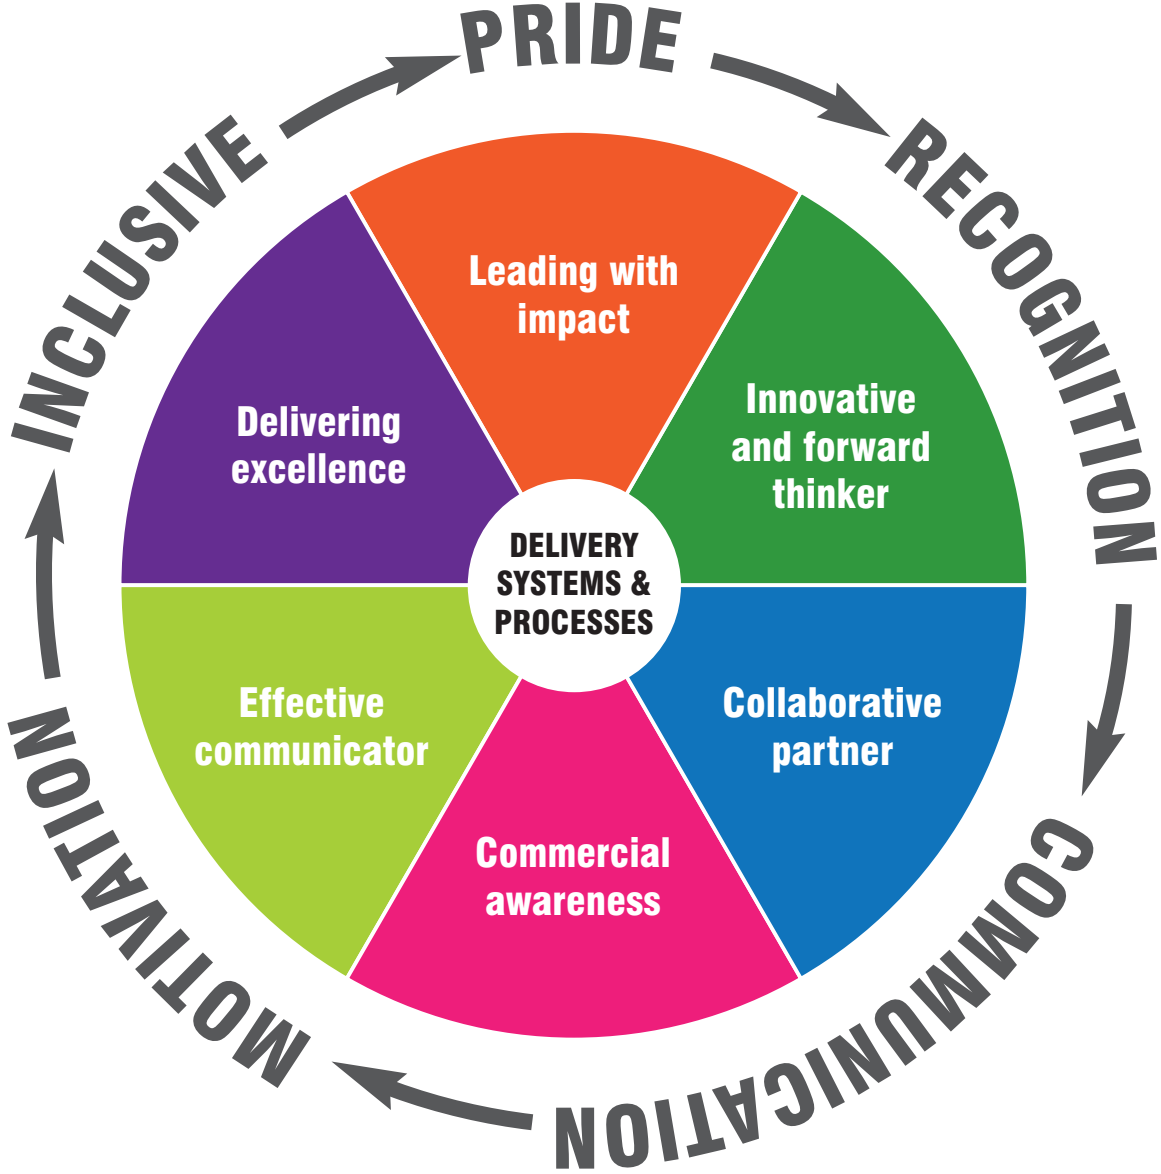 PRIDE
RECOGNITION
COMMUNICATION
MOTIVATION
INCLUSIVE
Leading with
impact
Innovative
and forward
thinker
Collaborative
partner
Commercial
awareness
Effective
communicator
Delivering
excellence
DELIVERY
SYSTEMS &
PROCESSES